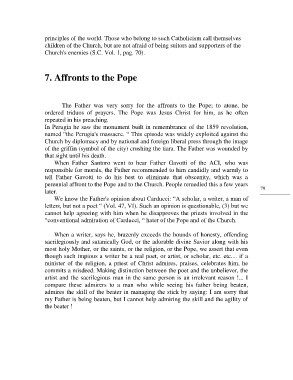 principles of the world. Those who belong to such Catholicism call themselves
children of the Church, but are not afraid of being suitors and supporters of the
Church's enemies (S.C. Vol. 1, pag. 70).
7. Affronts to the Pope
The Father was very sorry for the affronts to the Pope; to atone, he
ordered triduos of prayers. The Pope was Jesus Christ for him, as he often
repeated in his preaching.
In Perugia he saw the monument built in remembrance of the 1859 revolution,
named "the Perugia's massacre. " This episode was widely exploited against the
Church by diplomacy and by national and foreign liberal press through the image
of the griffin (symbol of the city) crushing the tiara. The Father was wounded by
that sight until his death.
When Father Santoro went to hear Father Gavotti of the ACI, who was
responsible for morals, the Father recommended to him candidly and warmly to
tell Father Gavotti to do his best to eliminate that obscenity, which was a
perennial affront to the Pope and to the Church. People remedied this a few years
later.
We know the Father's opinion about Carducci: "A scholar, a writer, a man of
letters, but not a poet " (Vol. 47, VI). Such an opinion is questionable, (3) but we
cannot help agreeing with him when he disapproves the priests involved in the
"conventional admiration of Carducci, " hater of the Pope and of the Church.
When a writer, says he, brazenly exceeds the bounds of honesty, offending
sacrilegiously and satanically God, or the adorable divine Savior along with his
most holy Mother, or the saints, or the religion, or the Pope, we assert that even
though such impious a writer be a real poet, or artist, or scholar, etc. etc... if a
minister of the religion, a priest of Christ admires, praises, celebrates him, he
commits a misdeed. Making distinction between the poet and the unbeliever, the
artist and the sacrilegious man in the same person is an irrelevant reason !... I
compare these admirers to a man who while seeing his father being beaten,
admires the skill of the beater in managing the stick by saying: I am sorry that
my Father is being beaten, but I cannot help admiring the skill and the agility of
the beater !